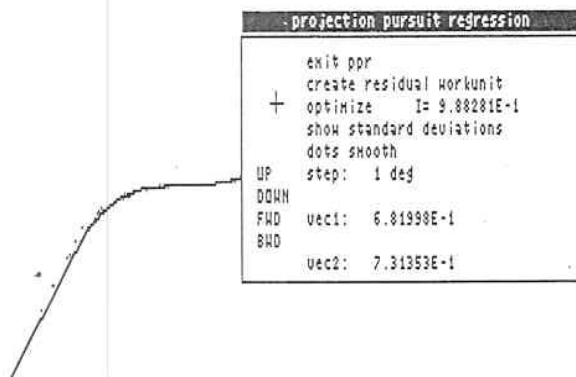 projection pursuit regression
exit ppr
create residual workunit
optimize I= 9.88281E-1
show standard deviations
dots smooth
UP step: 1 deg
DOWN
FWD vec1: 6.81998E-1
BWD
vec2: 7.31353E-1